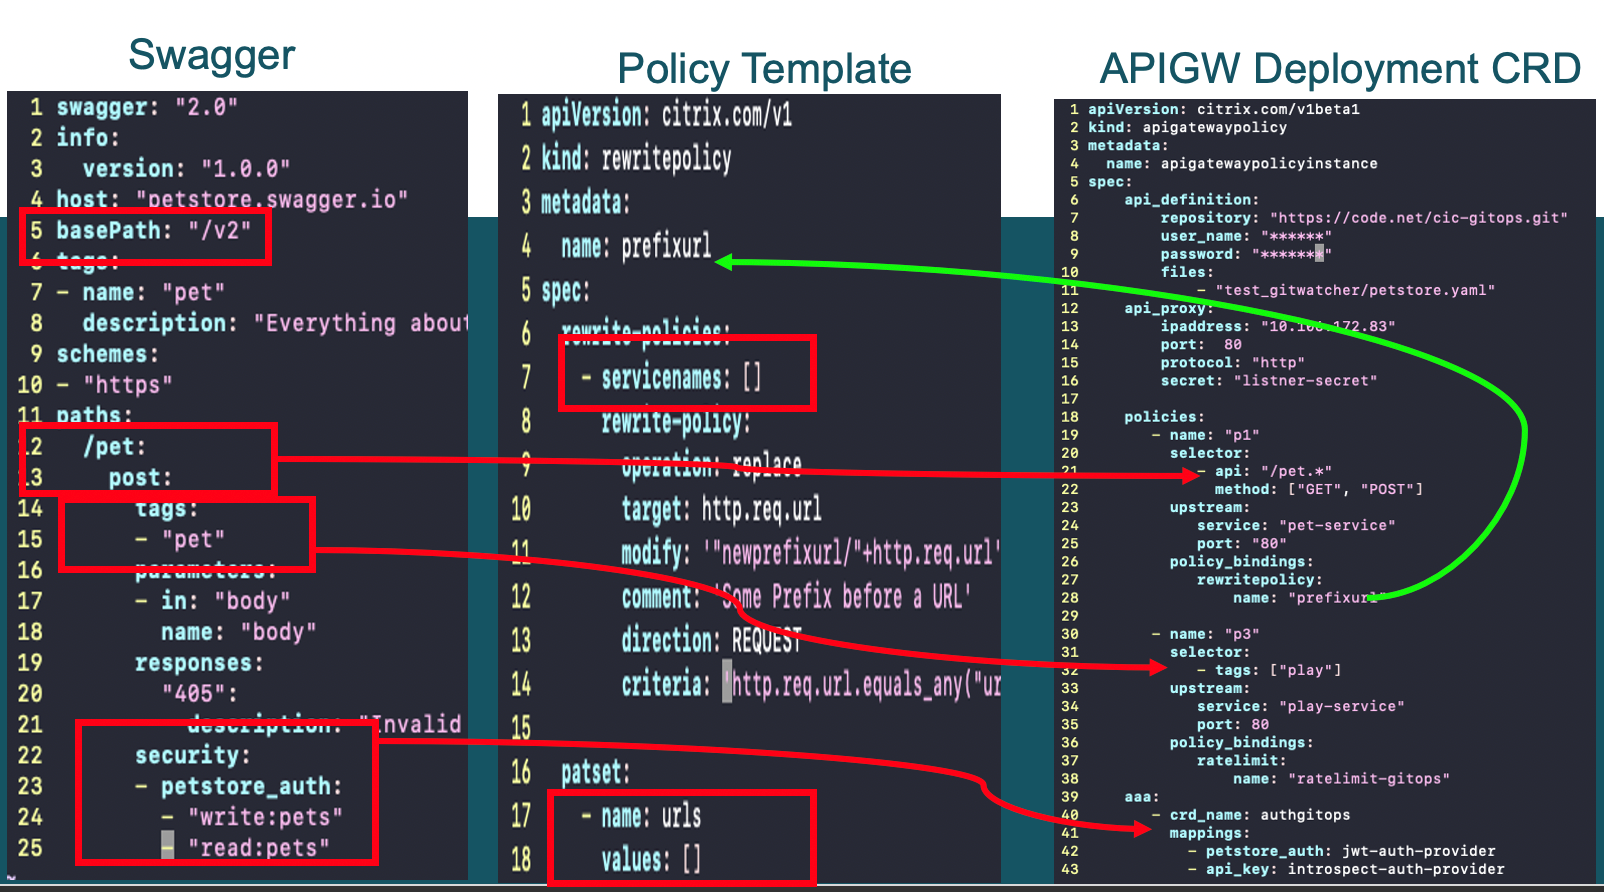 Swagger
1 swagger: "2.0"
2 info:
3 version: "1.0.0"
4 host: "petstore.swagger.io"
5 basePath: "/v2"
6 tags:
7 - name: "pet"
8 description: "Everything about
9 schemes:
10 - "https"
11 paths:
12 /pet:
13 post:
14 tags:
15 - "pet"
16 parameters:
17 - in: "body"
18 name: "body"
19 responses:
20 "405":
21 description: "Invalid
22 security:
23 - petstore_auth:
24 - "write:pets"
25 - "read:pets"
~
Policy Template
1 apiVersion: citrix.com/v1
2 kind: rewritepolicy
3 metadata:
4 name: prefixurl
5 spec:
6 rewrite-policies:
7 - servicenames: []
8 rewrite-policy:
9 operation: replace
10 target: http.req.url
11 modify: '"newprefixurl/"+http.req.url'
12 comment: 'Some Prefix before a URL'
13 direction: REQUEST
14 criteria: 'http.req.url.equals_any("ur
15
16 patset:
17 - name: urls
18 values: []
APIGW Deployment CRD
1 apiVersion: citrix.com/v1beta1
2 kind: apigatewaypolicy
3 metadata:
4 name: apigatewaypolicyinstance
5 spec:
6 api_definition:
7 repository: "https://code.net/cic-gitops.git"
8 user_name: "******"
9 password: "*******"
10 files:
11 - "test_gitwatcher/petstore.yaml"
12 api_proxy:
13 ipaddress: "10.106.172.83"
14 port: 80
15 protocol: "http"
16 secret: "listner-secret"
17
18 policies:
19 - name: "p1"
20 selector:
21 - api: "/pet.*"
22 method: ["GET", "POST"]
23 upstream:
24 service: "pet-service"
25 port: "80"
26 policy_bindings:
27 rewritepolicy:
28 name: "prefixurl"
29
30 - name: "p3"
31 selector:
32 - tags: ["play"]
33 upstream:
34 service: "play-service"
35 port: 80
36 policy_bindings:
37 ratelimit:
38 name: "ratelimit-gitops"
39 aaa:
40 - crd_name: authgitops
41 mappings:
42 - petstore_auth: jwt-auth-provider
43 - api_key: introspect-auth-provider